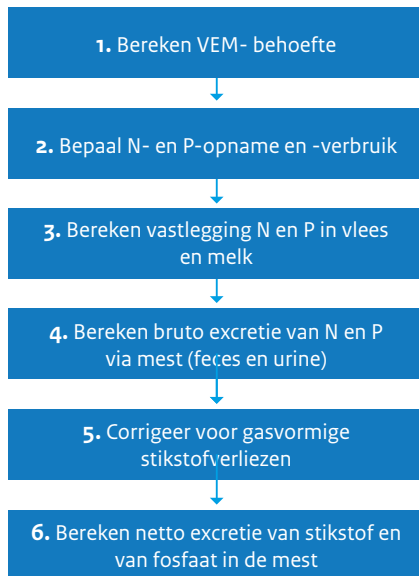 1. Bereken VEM- behoefte
2. Bepaal N- en P-opname en -verbruik
3. Bereken vastlegging N en P in vlees
en melk
4. Bereken bruto excretie van N en P
via mest (feces en urine)
5. Corrigeer voor gasvormige
stikstofverliezen
6. Bereken netto excretie van stikstof en
van fosfaat in de mest